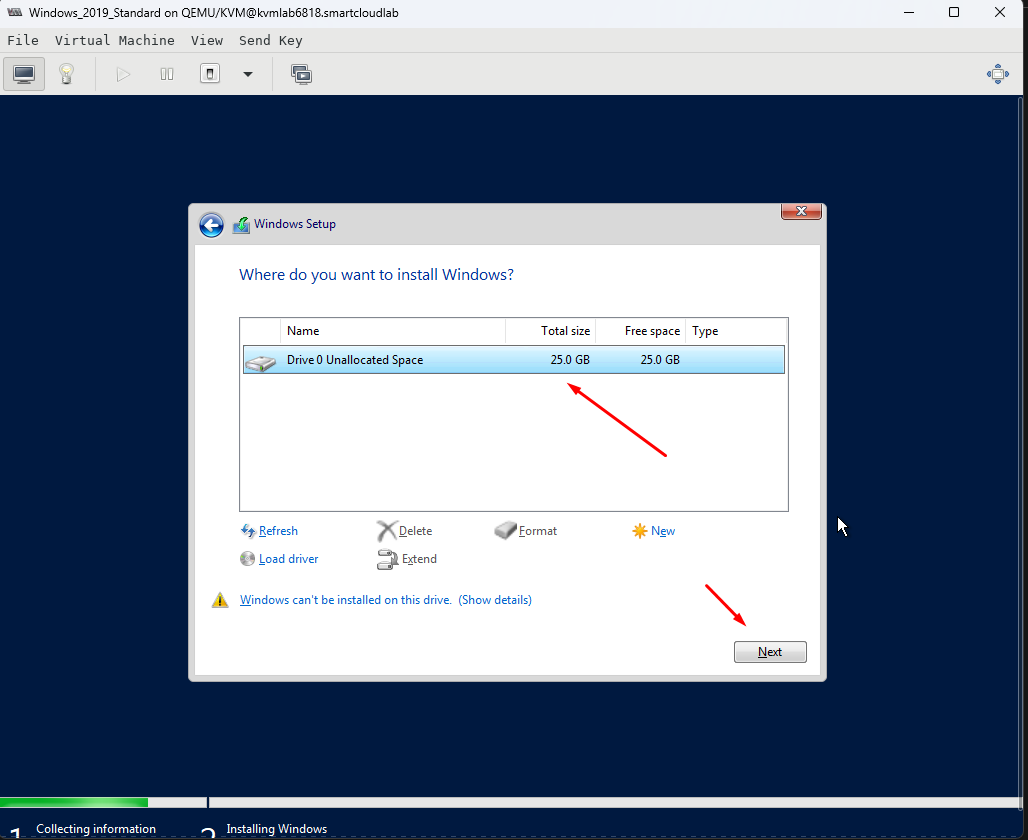 Windows_2019_Standard on QEMU/KVM@kvmlab6818.smartcloudlab
File Virtual Machine View Send Key
Windows Setup
Where do you want to install Windows?
Name Total size Free space Type
Drive 0 Unallocated Space 25.0 GB 25.0 GB
Refresh Delete Format New
Load driver Extend
Windows can't be installed on this drive. (Show details)
Next
1 Collecting information 2 Installing Windows